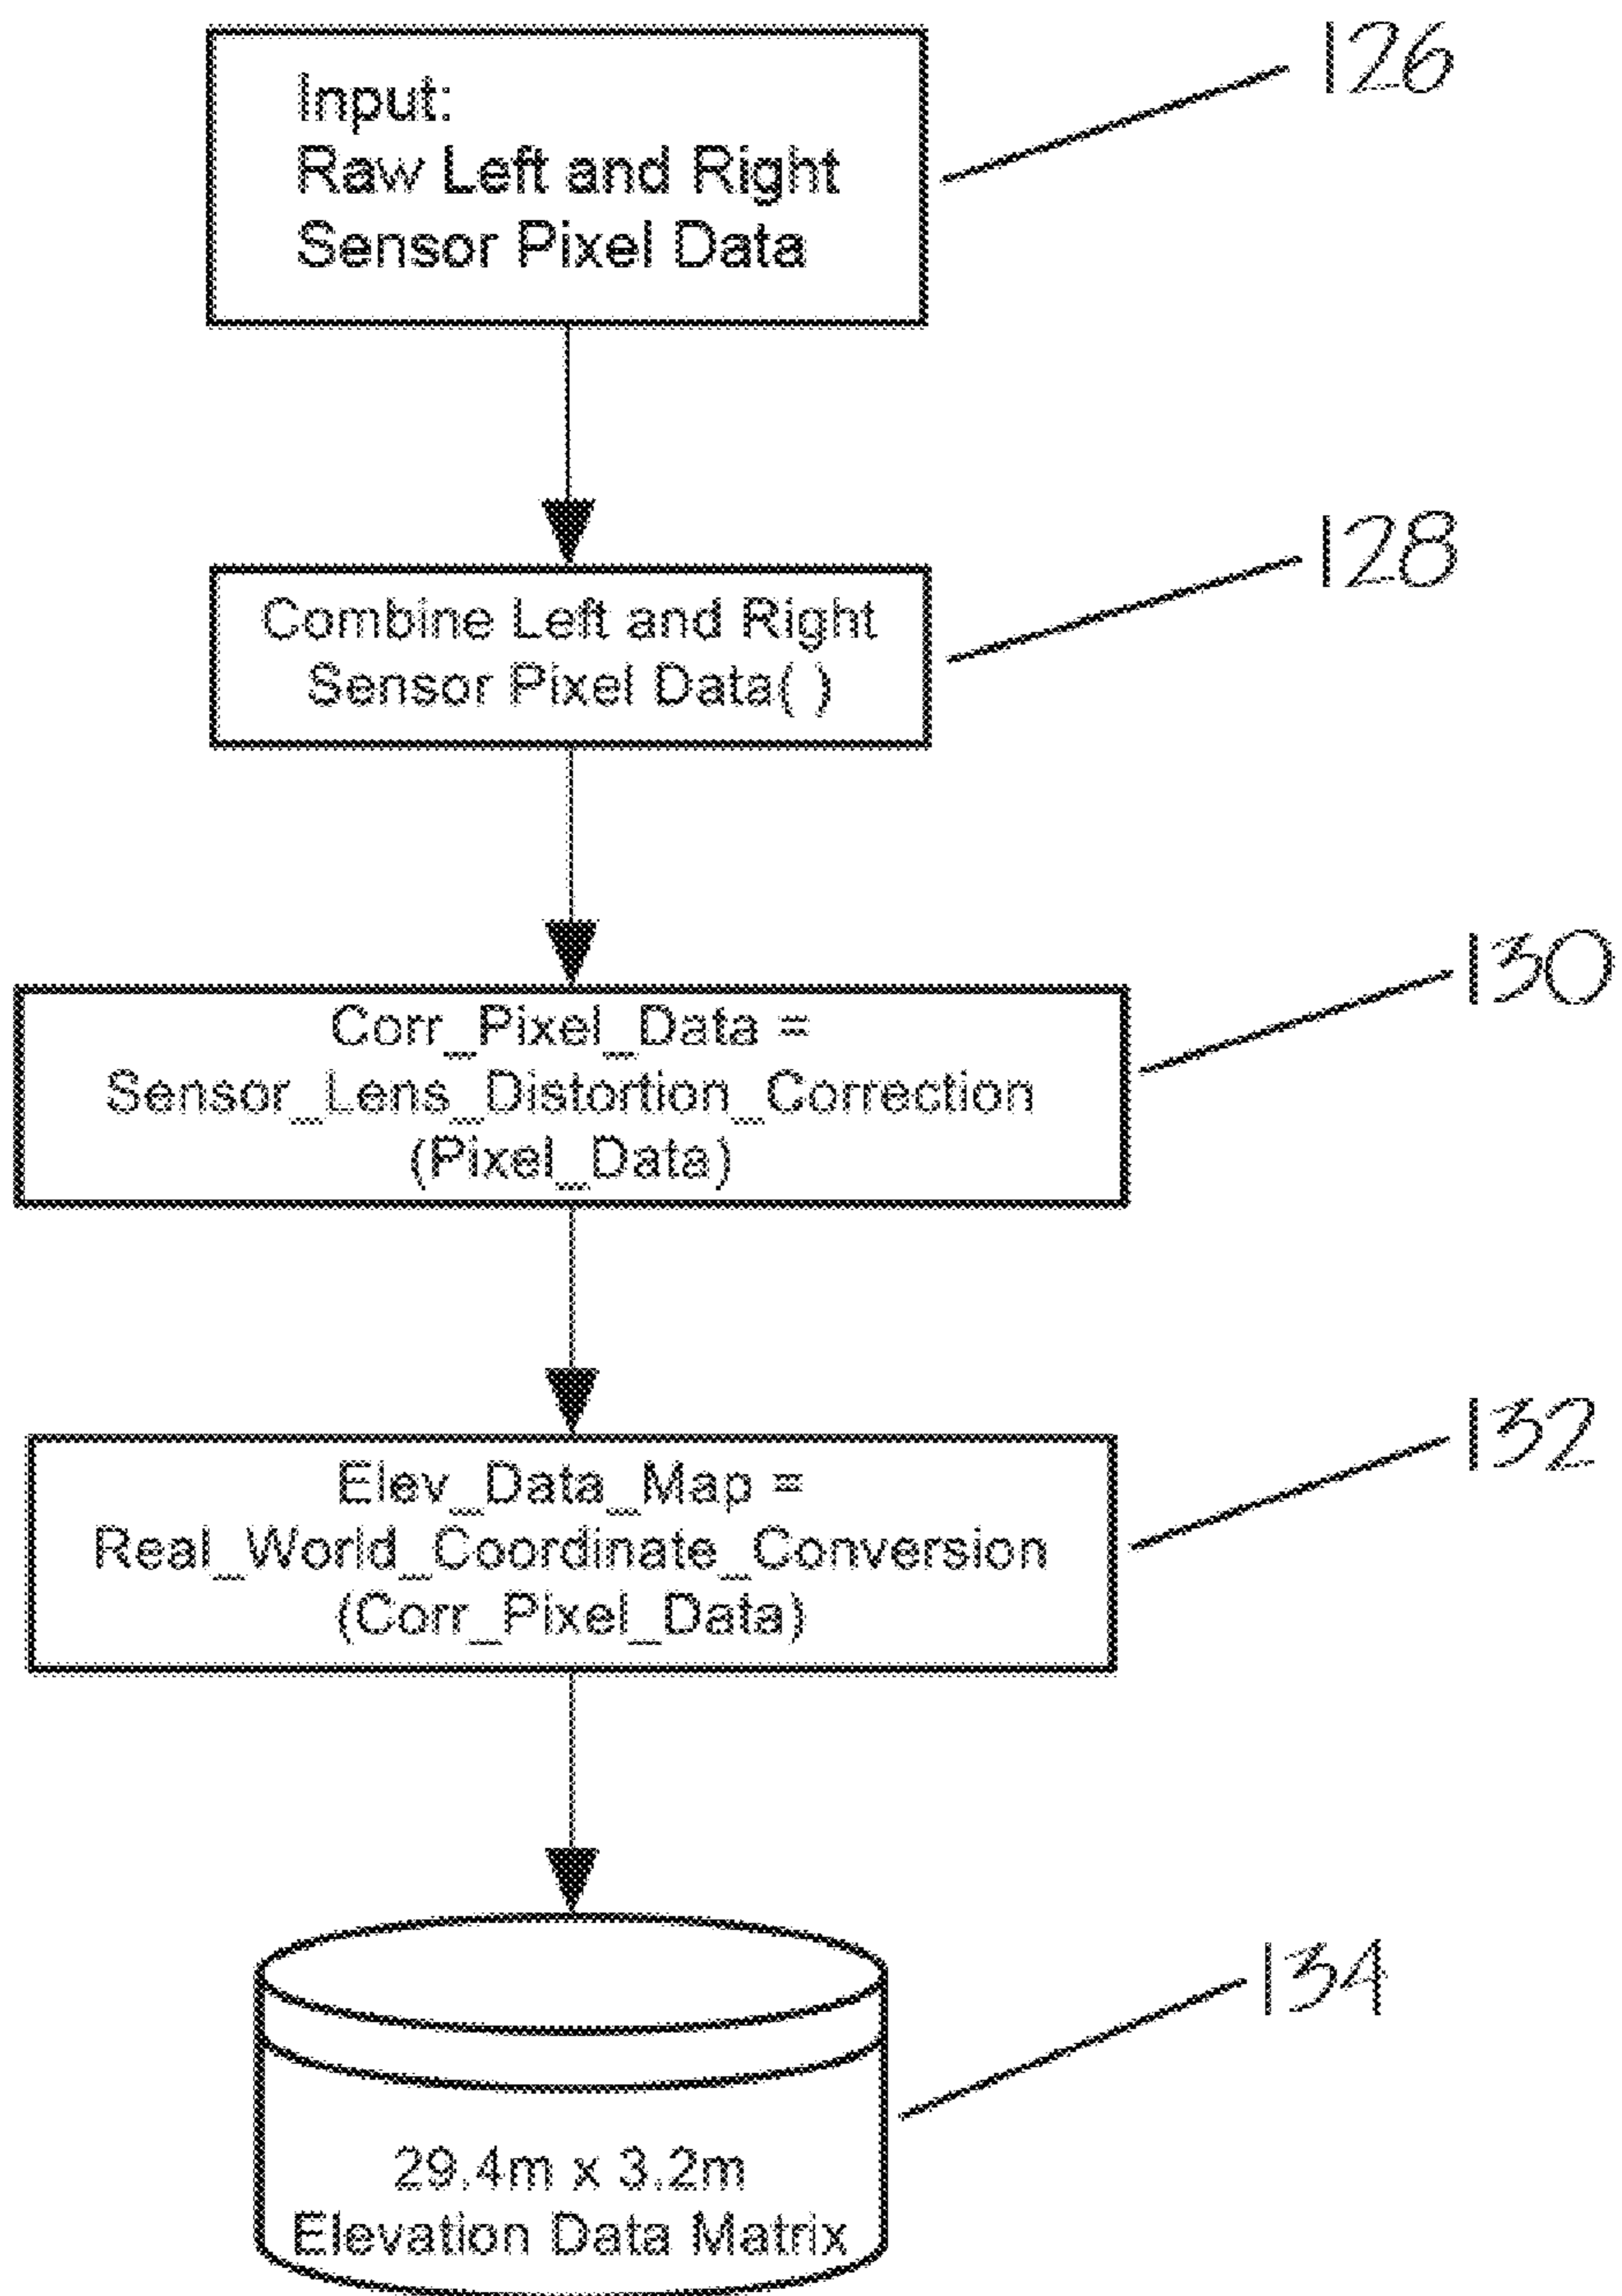 Input:
Raw Left and Right
Sensor Pixel Data
126
Combine Left and Right
Sensor Pixel Data( )
128
Corr_Pixel_Data =
Sensor_Lens_Distortion_Correction
(Pixel_Data)
130
Elev_Data_Map =
Real_World_Coordinate_Conversion
(Corr_Pixel_Data)
132
29.4m x 3.2m
Elevation Data Matrix
134